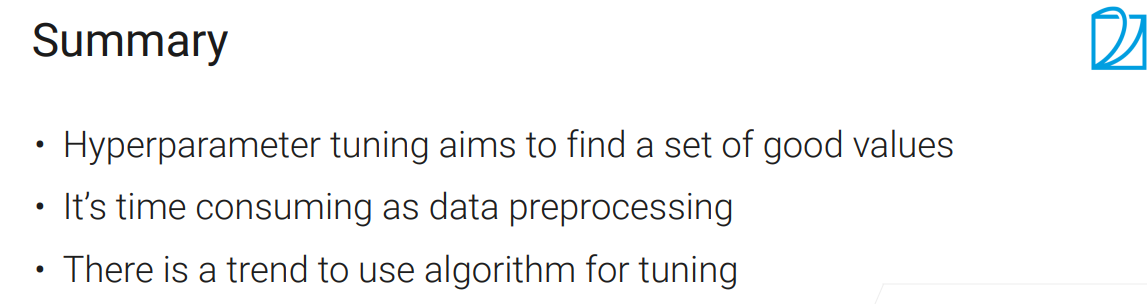 Summary
• Hyperparameter tuning aims to find a set of good values
• It's time consuming as data preprocessing
• There is a trend to use algorithm for tuning